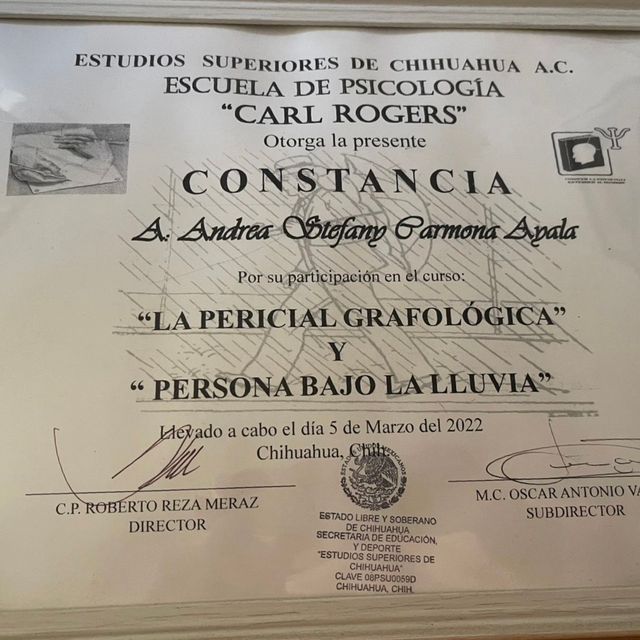 ESTUDIOS SUPERIORES DE CHIHUAHUA A.C.
ESCUELA DE PSICOLOGÍA
“CARL ROGERS”
Otorga la presente
CONSTANCIA
A: Andrea Stefany Carmona Ayala
Por su participación en el curso:
“LA PERICIAL GRAFOLÓGICA”
Y
“ PERSONA BAJO LA LLUVIA”
Llevado a cabo el día 5 de Marzo del 2022
Chihuahua, Chih.
C.P. ROBERTO REZA MERAZ
DIRECTOR
M.C. OSCAR ANTONIO
SUBDIRECTOR
ESTADO LIBRE Y SOBERANO
DE CHIHUAHUA
SECRETARIA DE EDUCACIÓN,
Y DEPORTE
"ESTUDIOS SUPERIORES DE
CHIHUAHUA"
CLAVE 08PSU0059D
CHIHUAHUA, CHIH.